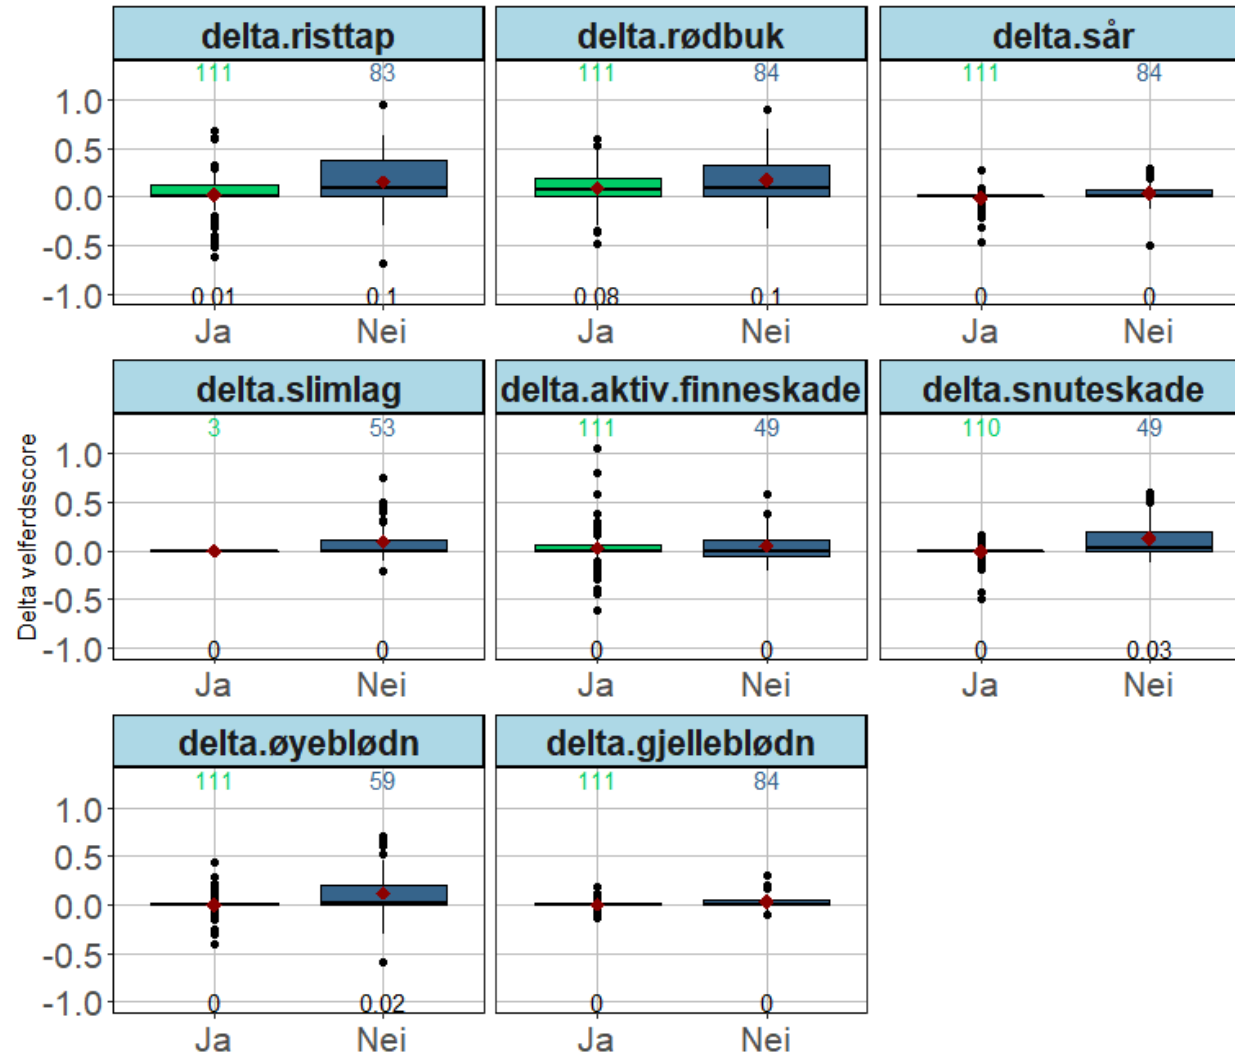 delta.risttap delta.rødbuk delta.sår
111 83 111 84 111 84
1.0
0.5
0.0
-0.5
-1.0
0.01 0.1 0.08 0.1 0 0
Ja Nei Ja Nei Ja Nei
delta.slimlag delta.aktiv.finneskade delta.snuteskade
3 53 111 49 110 49
1.0
0.5
0.0
-0.5
-1.0
Delta velferdsscore
0 0 0 0 0 0.03
Ja Nei Ja Nei Ja Nei
delta.øyeblødn delta.gjelleblødn
111 59 111 84
1.0
0.5
0.0
-0.5
-1.0
0 0.02 0 0
Ja Nei Ja Nei